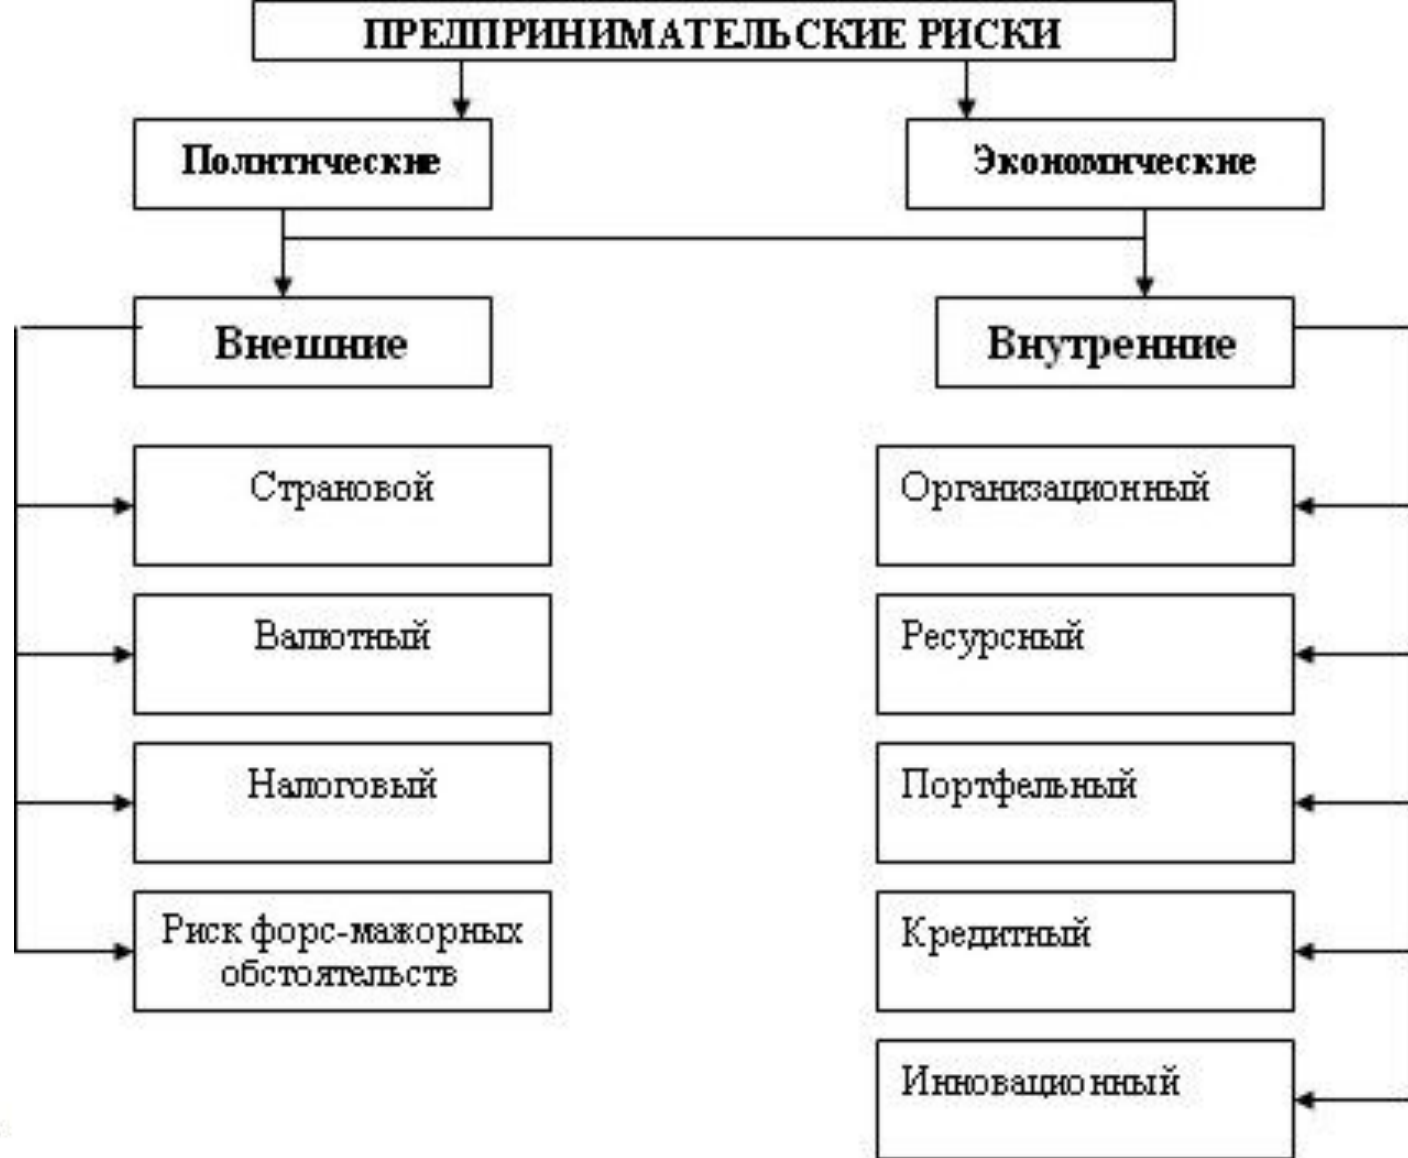 ПРЕДПРИНИМАТЕЛЬСКИЕ РИСКИ
Политические
Экономические
Внешние
Внутренние
Страновой
Организационный
Валютный
Ресурсный
Налоговый
Портфельный
Риск форс-мажорных
обстоятельств
Кредитный
Инновационный